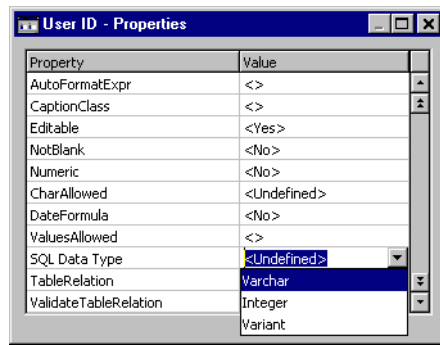 User ID - Properties
Property Value
AutoFormatExpr <>
CaptionClass <>
Editable <Yes>
NotBlank <No>
Numeric <No>
CharAllowed <Undefined>
DateFormula <No>
ValuesAllowed <>
SQL Data Type <Undefined>
TableRelation Varchar
ValidateTableRelation Integer
Variant